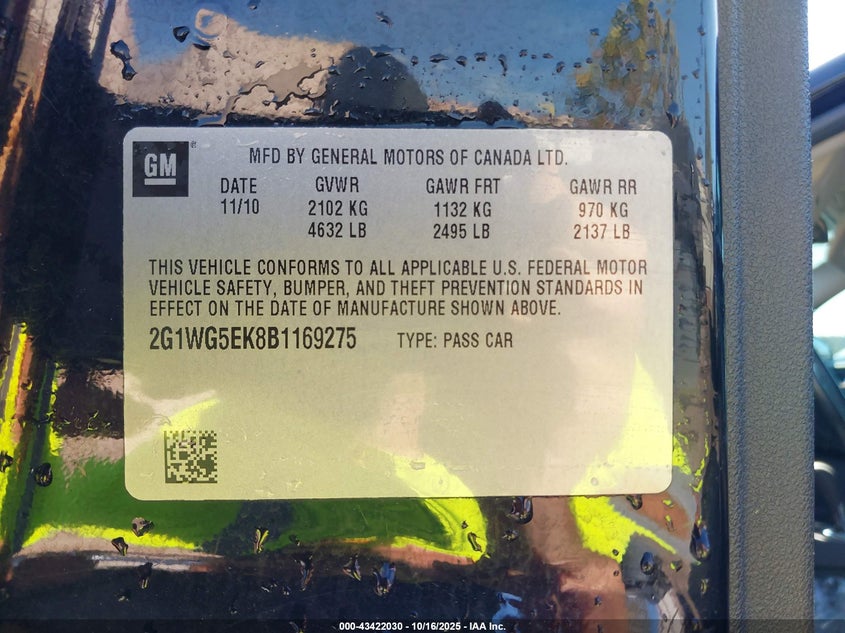 GM
MFD BY GENERAL MOTORS OF CANADA LTD.
DATE GVWR GAWR FRT GAWR RR
11/10 2102 KG 1132 KG 970 KG
4632 LB 2495 LB 2137 LB
THIS VEHICLE CONFORMS TO ALL APPLICABLE U.S. FEDERAL MOTOR
VEHICLE SAFETY, BUMPER, AND THEFT PREVENTION STANDARDS IN
EFFECT ON THE DATE OF MANUFACTURE SHOWN ABOVE.
2G1WG5EK8B1169275 TYPE: PASS CAR
000-43422030 - 10/16/2025 - IAA Inc.